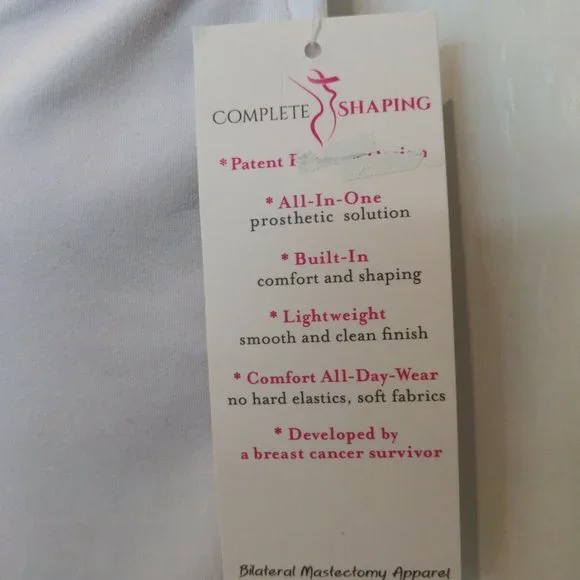 COMPLETE SHAPING
* Patent
* All-In-One
prosthetic solution
* Built-In
comfort and shaping
* Lightweight
smooth and clean finish
* Comfort All-Day-Wear
no hard elastics, soft fabrics
* Developed by
a breast cancer survivor
Bilateral Mastectomy Apparel